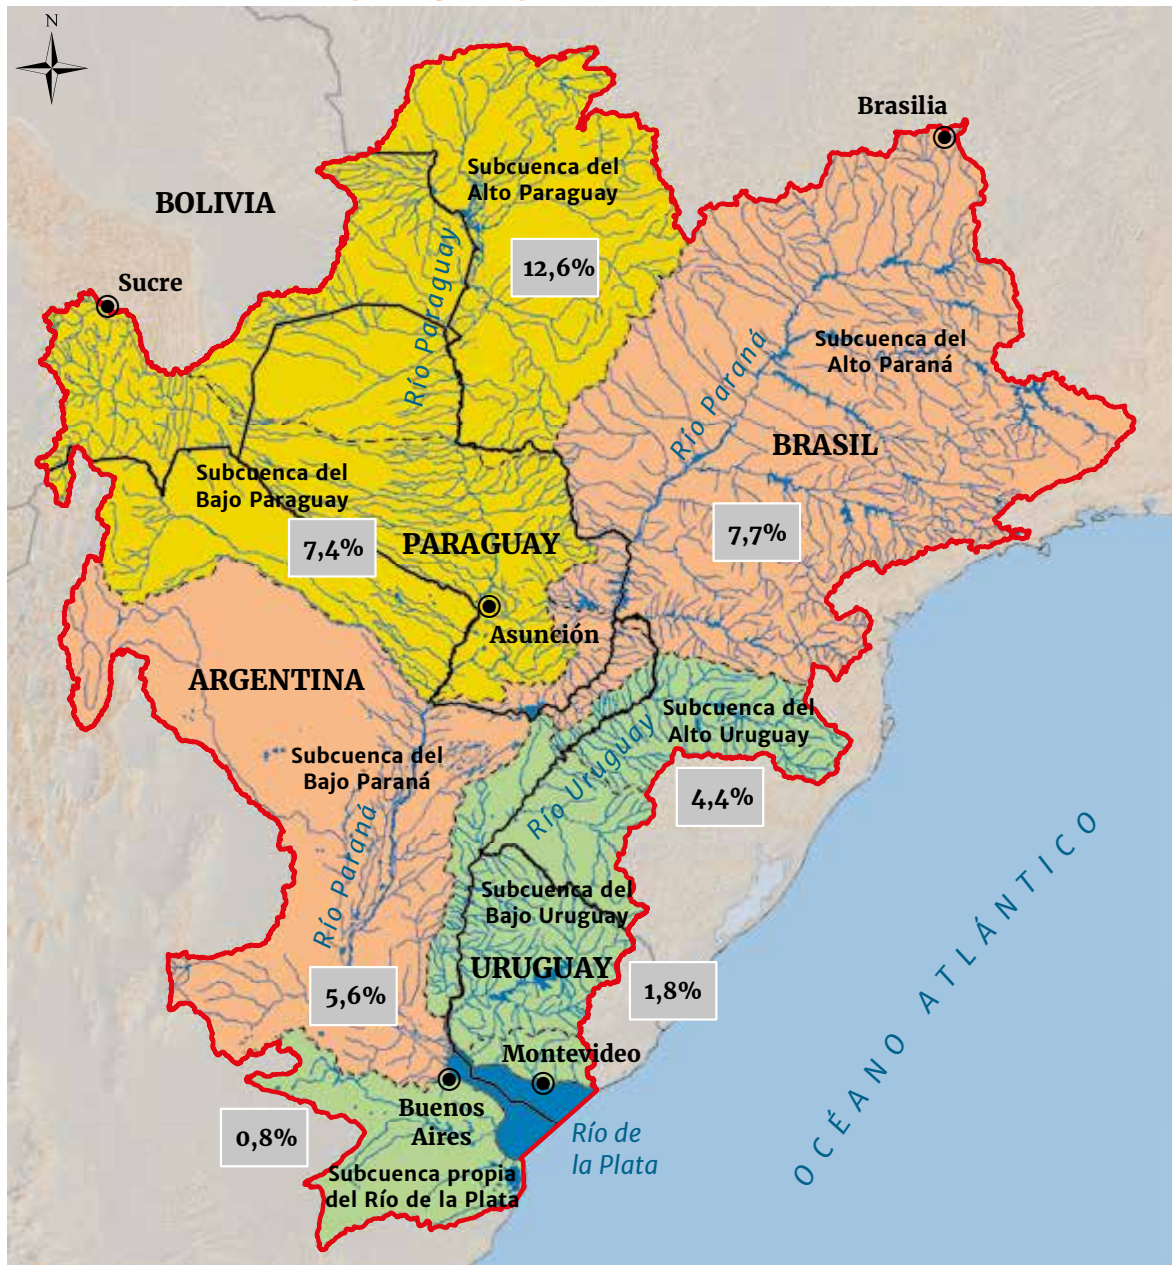 N
Brasilia
Subcuenca del
Alto Paraguay
BOLIVIA
12,6%
Río Paraguay
Sucre
Subcuenca del
Alto Paraná
Río Paraná
BRASIL
Subcuenca del
Bajo Paraguay
7,4%
PARAGUAY
7,7%
Asunción
ARGENTINA
Subcuenca del
Alto Uruguay
Subcuenca del
Bajo Paraná
Río Uruguay
4,4%
Río Paraná
Subcuenca del
Bajo Uruguay
URUGUAY
5,6%
1,8%
OCÉANO ATLÁNTICO
Montevideo
Buenos
Aires
0,8%
Río de
la Plata
Subcuenca propia
del Río de la Plata